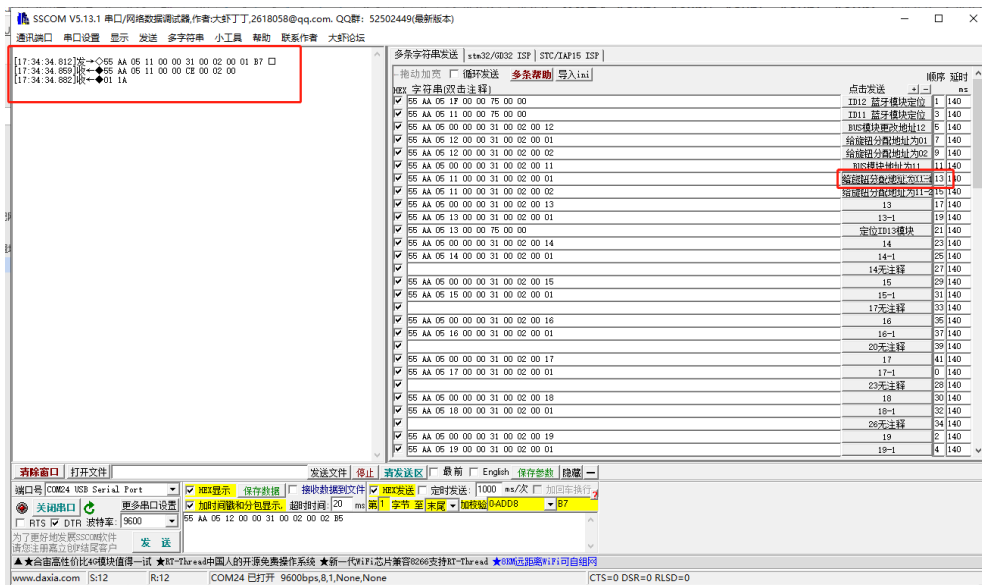 SSCOM V5.13.1 串口/网络数据调试器,作者:大虾丁丁,2618058@qq.com. QQ群: 52502449(最新版本)
通讯端口 串口设置 显示 发送 多字符串 小工具 帮助 联系作者 大虾论坛
[17:34:34.812]发→◇55 AA 05 11 00 00 31 00 02 00 01 B7 □
[17:34:34.859]收←◆55 AA 05 11 00 00 CE 00 02 00
[17:34:34.882]收←◆01 1A
多条字符串发送 stm32/GD32 ISP STC/IAP15 ISP
拖动加宽 循环发送 多条帮助 导入ini 顺序 延时
HEX 字符串(双击注释) 点击发送 + - ms
55 AA 05 1F 00 00 75 00 00 ID12 蓝牙模块定位 1 140
55 AA 05 11 00 00 75 00 00 ID11 蓝牙模块定位 3 140
55 AA 05 00 00 00 31 00 02 00 12 BUS模块更改地址12 5 140
55 AA 05 12 00 00 31 00 02 00 01 给旋钮分配地址为01 7 140
55 AA 05 12 00 00 31 00 02 00 02 给旋钮分配地址为02 9 140
55 AA 05 00 00 00 31 00 02 00 11 BUS模块地址为11 11 140
55 AA 05 11 00 00 31 00 02 00 01 给旋钮分配地址为11- 13 140
55 AA 05 11 00 00 31 00 02 00 02 给旋钮分配地址为11-2 15 140
55 AA 05 00 00 00 31 00 02 00 13 13 17 140
55 AA 05 13 00 00 31 00 02 00 01 13-1 19 140
55 AA 05 13 00 00 75 00 00 定位ID13模块 21 140
55 AA 05 00 00 00 31 00 02 00 14 14 23 140
55 AA 05 14 00 00 31 00 02 00 01 14-1 25 140
14无注释 27 140
55 AA 05 00 00 00 31 00 02 00 15 15 29 140
55 AA 05 15 00 00 31 00 02 00 01 15-1 31 140
17无注释 33 140
55 AA 05 00 00 00 31 00 02 00 16 16 35 140
55 AA 05 16 00 00 31 00 02 00 01 16-1 37 140
20无注释 39 140
55 AA 05 00 00 00 31 00 02 00 17 17 41 140
55 AA 05 17 00 00 31 00 02 00 01 17-1 0 140
23无注释 28 140
55 AA 05 00 00 00 31 00 02 00 18 18 30 140
55 AA 05 18 00 00 31 00 02 00 01 18-1 32 140
26无注释 34 140
55 AA 05 00 00 00 31 00 02 00 19 19 2 140
55 AA 05 19 00 00 31 00 02 00 01 19-1 4 140
清除窗口 打开文件 发送文件 停止 清发送区 最前 English 保存参数 隐藏
端口号 COM24 USB Serial Port HEX显示 保存数据 接收数据到文件 HEX发送 定时发送: 1000 ms/次 加回车换行
关闭串口 更多串口设置 加时间戳和分包显示. 超时时间: 20 ms 第 1 字节 至 末尾 加校验 0-ADD8 B7
RTS DTR 波特率: 9600 55 AA 05 12 00 00 31 00 02 00 02 B5
为了更好地发展SSCOM软件
请您注册嘉立创F结尾客户 发 送
▲★合宙高性价比4G模块值得一试 ★RT-Thread中国人的开源免费操作系统 ★新一代WiFi芯片兼容8266支持RT-Thread ★8KM远距离WiFi可自组网
www.daxia.com S:12 R:12 COM24 已打开 9600bps,8,1,None,None CTS=0 DSR=0 RLSD=0